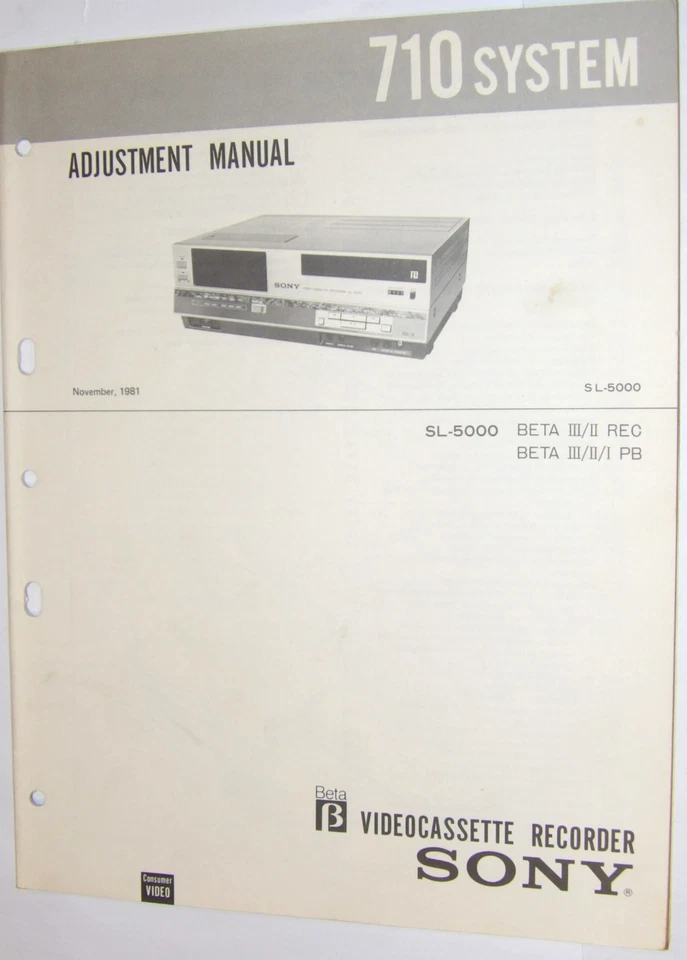 710 SYSTEM
ADJUSTMENT MANUAL
SONY
November, 1981
SL-5000
SL-5000 BETA III/II REC
BETA III/II/I PB
Beta
β VIDEOCASSETTE RECORDER
SONY®
Consumer
VIDEO